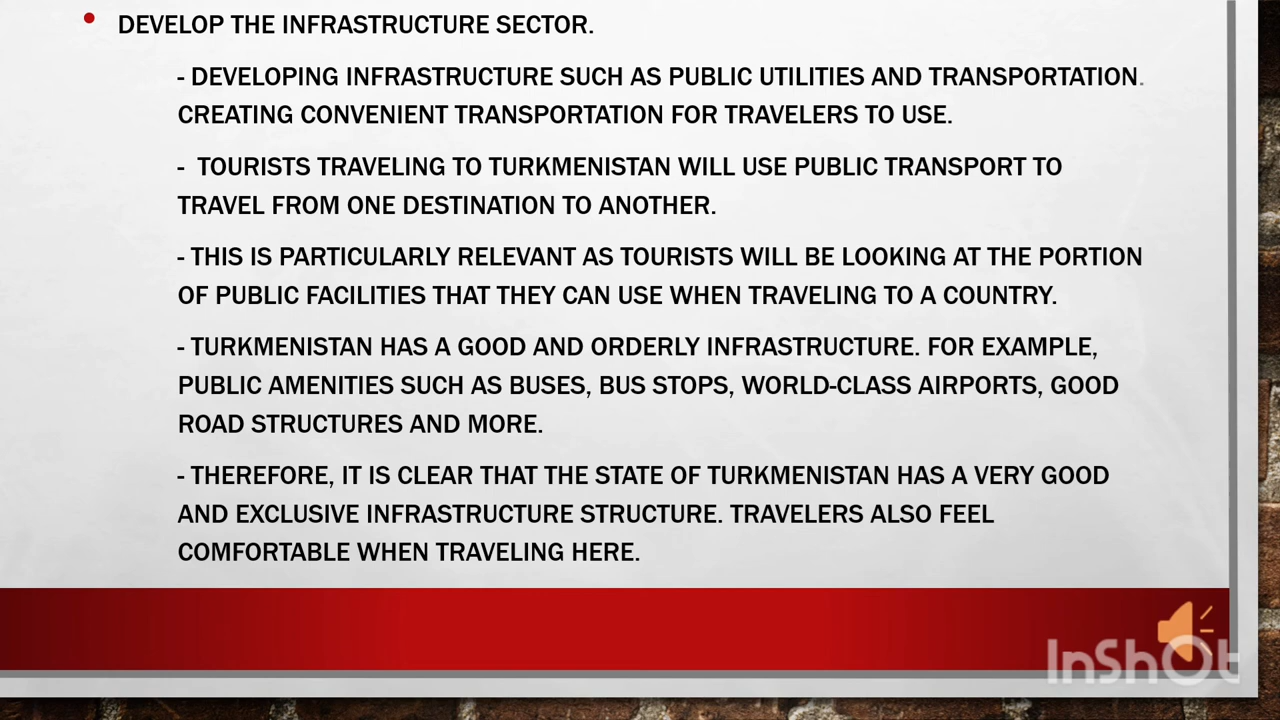 DEVELOP THE INFRASTRUCTURE SECTOR.
- DEVELOPING INFRASTRUCTURE SUCH AS PUBLIC UTILITIES AND TRANSPORTATION.
CREATING CONVENIENT TRANSPORTATION FOR TRAVELERS TO USE.
- TOURISTS TRAVELING TO TURKMENISTAN WILL USE PUBLIC TRANSPORT TO
TRAVEL FROM ONE DESTINATION TO ANOTHER.
- THIS IS PARTICULARLY RELEVANT AS TOURISTS WILL BE LOOKING AT THE PORTION
OF PUBLIC FACILITIES THAT THEY CAN USE WHEN TRAVELING TO A COUNTRY.
- TURKMENISTAN HAS A GOOD AND ORDERLY INFRASTRUCTURE. FOR EXAMPLE,
PUBLIC AMENITIES SUCH AS BUSES, BUS STOPS, WORLD-CLASS AIRPORTS, GOOD
ROAD STRUCTURES AND MORE.
- THEREFORE, IT IS CLEAR THAT THE STATE OF TURKMENISTAN HAS A VERY GOOD
AND EXCLUSIVE INFRASTRUCTURE STRUCTURE. TRAVELERS ALSO FEEL
COMFORTABLE WHEN TRAVELING HERE.
InShOt